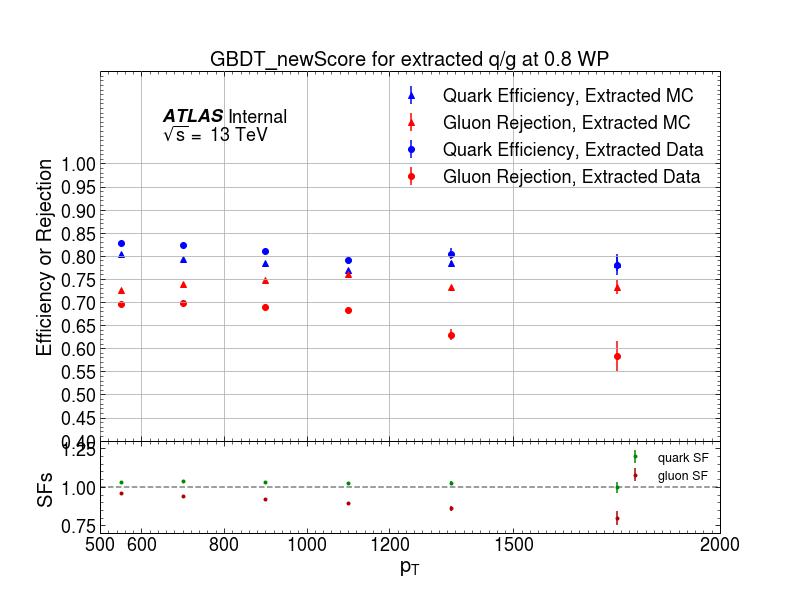 GBDT_newScore for extracted q/g at 0.8 WP
ATLAS Internal
√s = 13 TeV
Quark Efficiency, Extracted MC
Gluon Rejection, Extracted MC
Quark Efficiency, Extracted Data
Gluon Rejection, Extracted Data
Efficiency or Rejection
1.00
0.95
0.90
0.85
0.80
0.75
0.70
0.65
0.60
0.55
0.50
0.45
0.40
SFs
1.25
1.00
0.75
quark SF
gluon SF
500 600 800 1000 1200 1500 2000
pT